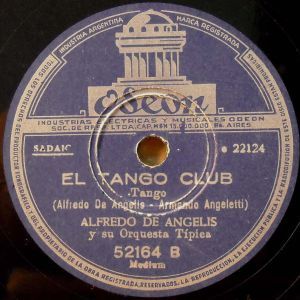 INDUSTRIA ARGENTINA
MARCA REGISTRADA
Odeon
INDUSTRIAS ELECTRICAS Y MUSICALES ODEON
SOC. DE RESP. LTDA. CAP. M$N 15.000.000 Bs. AIRES
SADAIC
• 22124
EL TANGO CLUB
Tango
(Alfredo De Angelis - Armando Angeletti)
ALFREDO DE ANGELIS
y su Orquesta Típica
52164 B
Medium